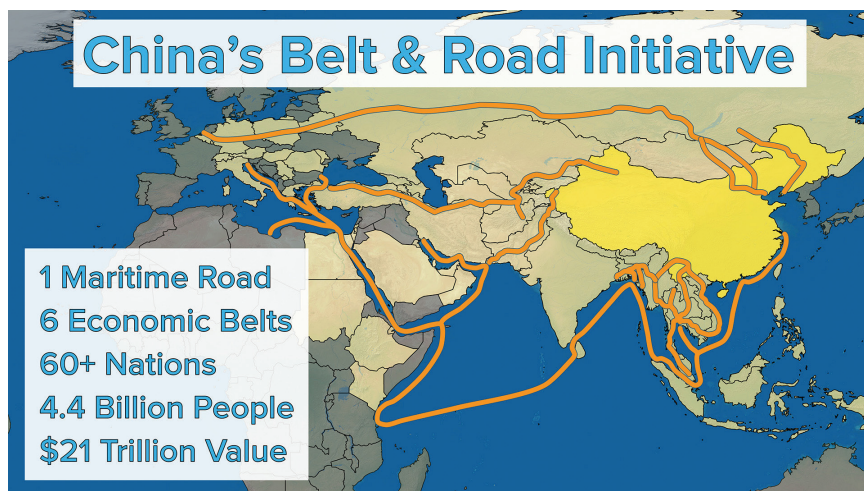 China's Belt & Road Initiative
1 Maritime Road
6 Economic Belts
60+ Nations
4.4 Billion People
$21 Trillion Value